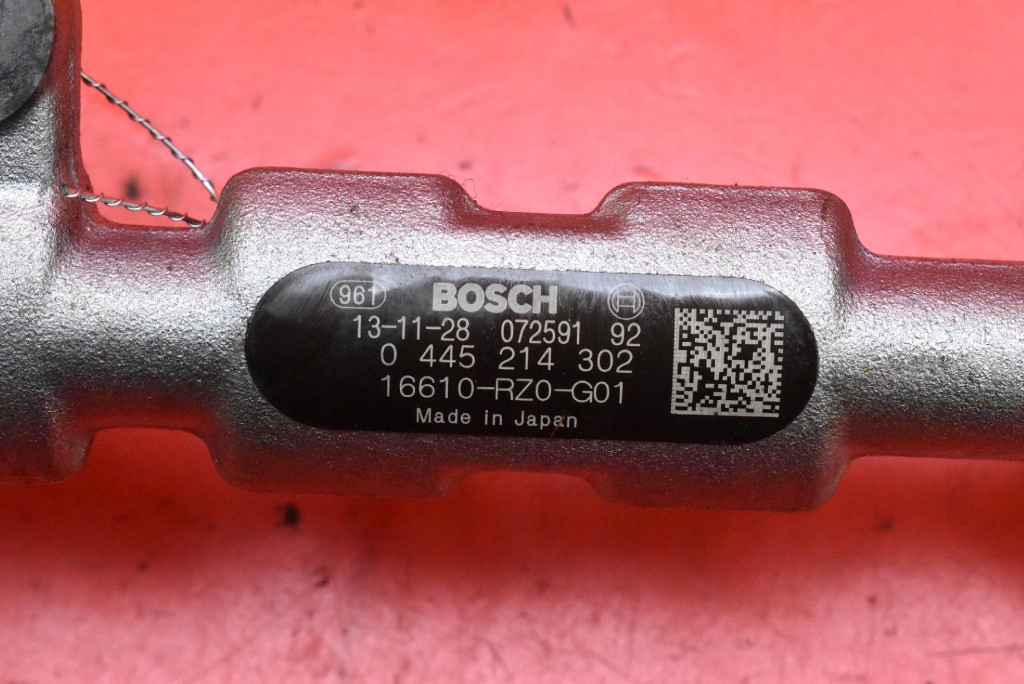 961 BOSCH
13-11-28 072591 92
0 445 214 302
16610-RZ0-G01
Made in Japan